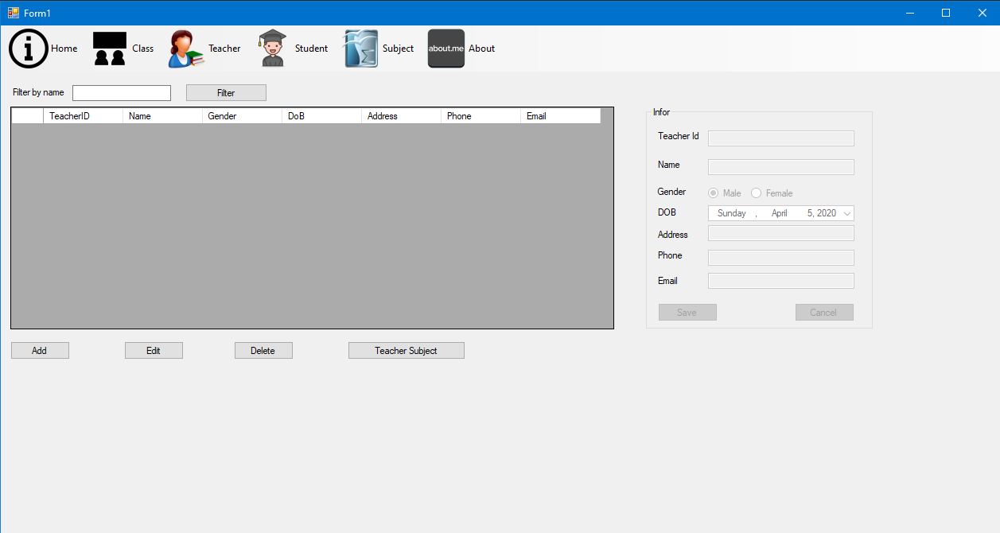 Form1
Home Class Teacher Student Subject about.me About
Filter by name Filter
TeacherID Name Gender DoB Address Phone Email
Infor
Teacher Id
Name
Gender Male Female
DOB Sunday , April 5, 2020
Address
Phone
Email
Save Cancel
Add Edit Delete Teacher Subject